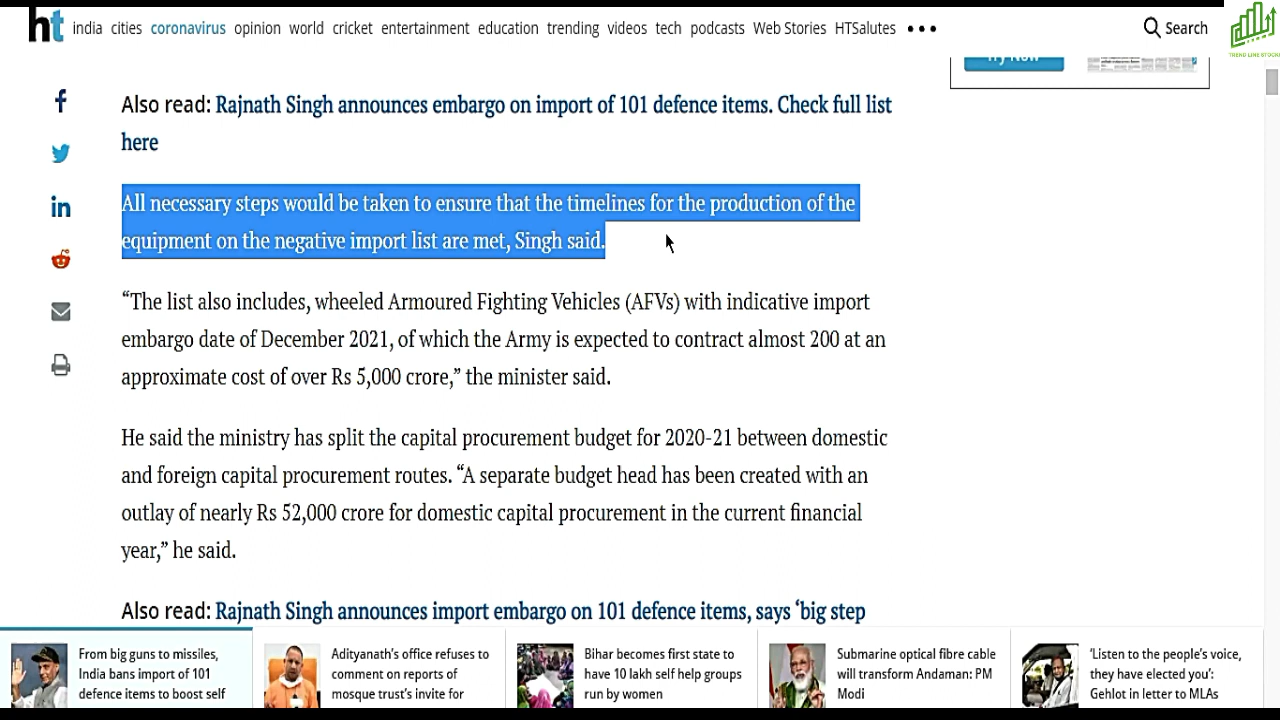 ht india cities coronavirus opinion world cricket entertainment education trending videos tech podcasts Web Stories HTSalutes Search
TREND LINE STOCKS
Try Now
Also read: Rajnath Singh announces embargo on import of 101 defence items. Check full list
here
All necessary steps would be taken to ensure that the timelines for the production of the
equipment on the negative import list are met, Singh said.
“The list also includes, wheeled Armoured Fighting Vehicles (AFVs) with indicative import
embargo date of December 2021, of which the Army is expected to contract almost 200 at an
approximate cost of over Rs 5,000 crore,” the minister said.
He said the ministry has split the capital procurement budget for 2020-21 between domestic
and foreign capital procurement routes. “A separate budget head has been created with an
outlay of nearly Rs 52,000 crore for domestic capital procurement in the current financial
year,” he said.
Also read: Rajnath Singh announces import embargo on 101 defence items, says ‘big step
From big guns to missiles,
India bans import of 101
defence items to boost self
Adityanath’s office refuses to
comment on reports of
mosque trust’s invite for
Bihar becomes first state to
have 10 lakh self help groups
run by women
Submarine optical fibre cable
will transform Andaman: PM
Modi
‘Listen to the people’s voice,
they have elected you’:
Gehlot in letter to MLAs